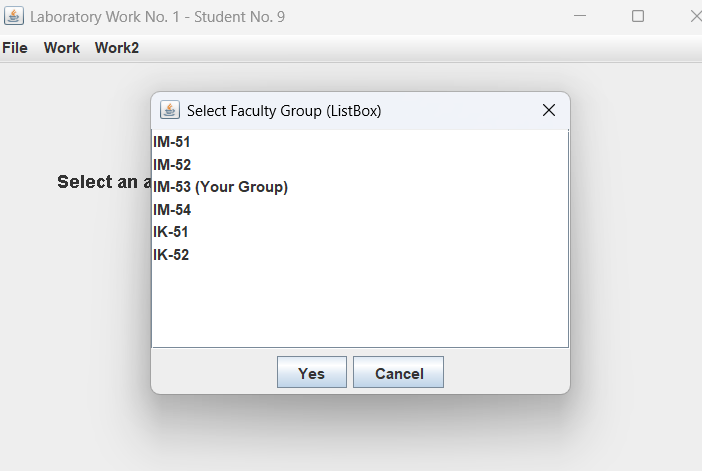 Laboratory Work No. 1 - Student No. 9
File Work Work2
Select Faculty Group (ListBox)
IM-51
IM-52
Select an a
IM-53 (Your Group)
IM-54
IK-51
IK-52
Yes Cancel